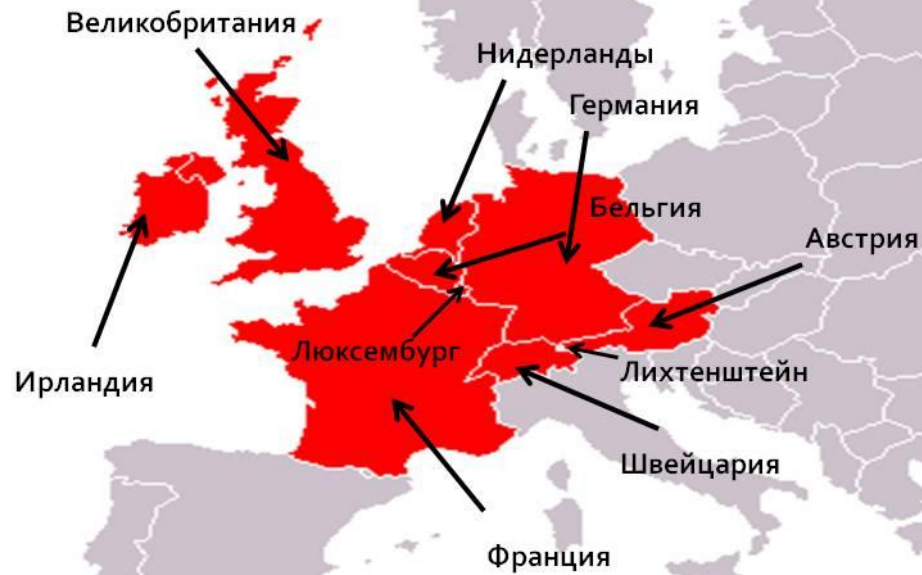 Великобритания
Нидерланды
Германия
Бельгия
Австрия
Люксембург
Лихтенштейн
Ирландия
Швейцария
Франция